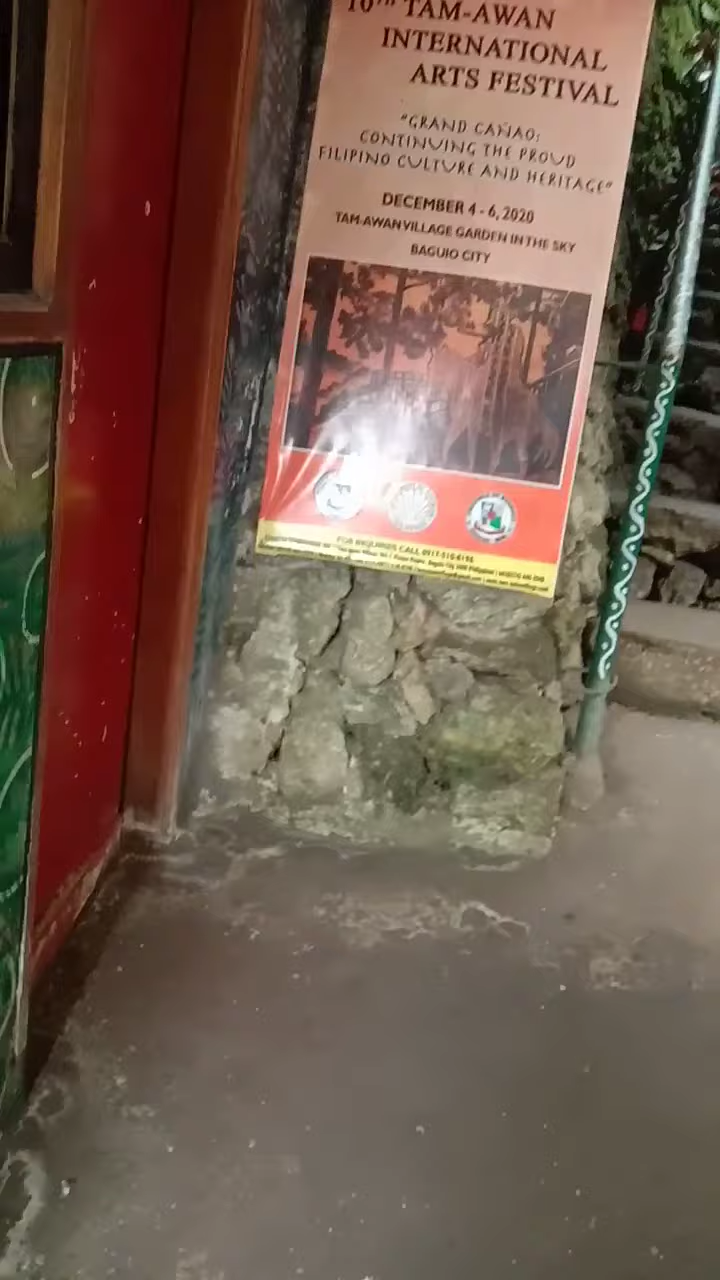 10TH TAM-AWAN
INTERNATIONAL
ARTS FESTIVAL
"GRAND CAÑAO:
CONTINUING THE PROUD
FILIPINO CULTURE AND HERITAGE"
DECEMBER 4 - 6, 2020
TAM-AWAN VILLAGE GARDEN IN THE SKY
BAGUIO CITY
FOR INQUIRIES CALL